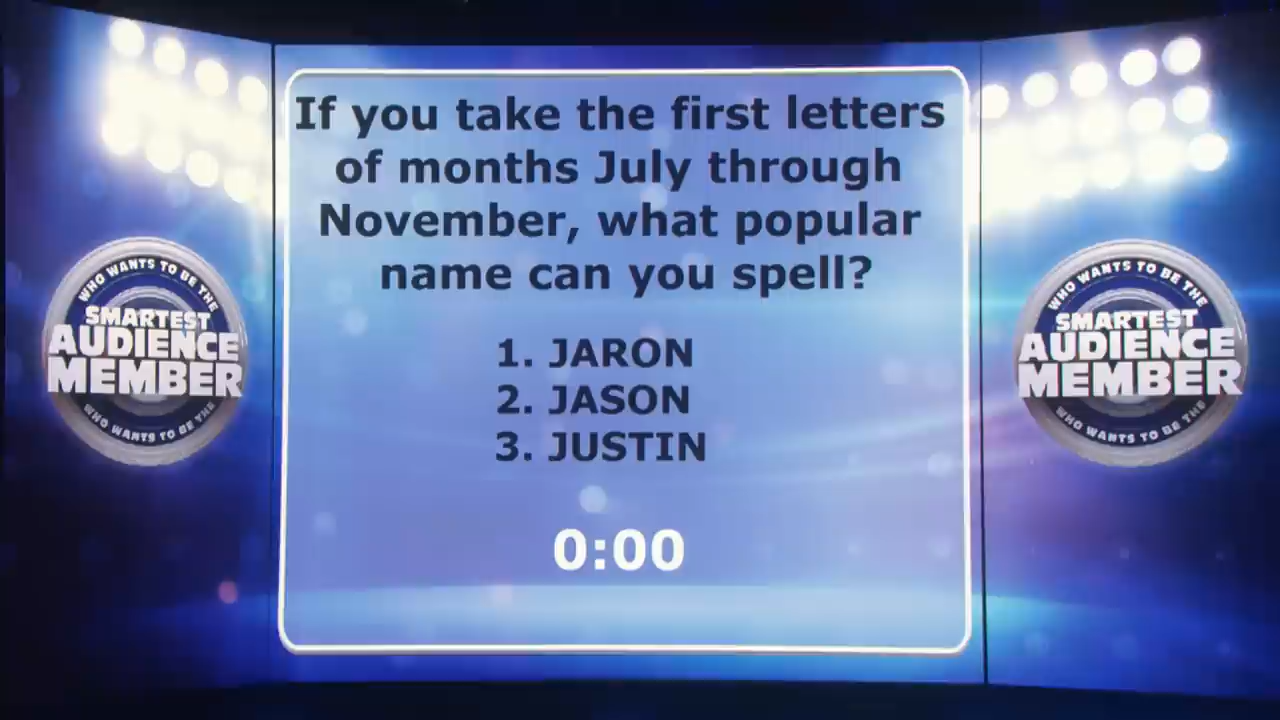 If you take the first letters
of months July through
November, what popular
name can you spell?
1. JARON
2. JASON
3. JUSTIN
0:00
WHO WANTS TO BE THE
SMARTEST
AUDIENCE
MEMBER
WHO WANTS TO BE THE
WHO WANTS TO BE THE
SMARTEST
AUDIENCE
MEMBER
WHO WANTS TO BE THE